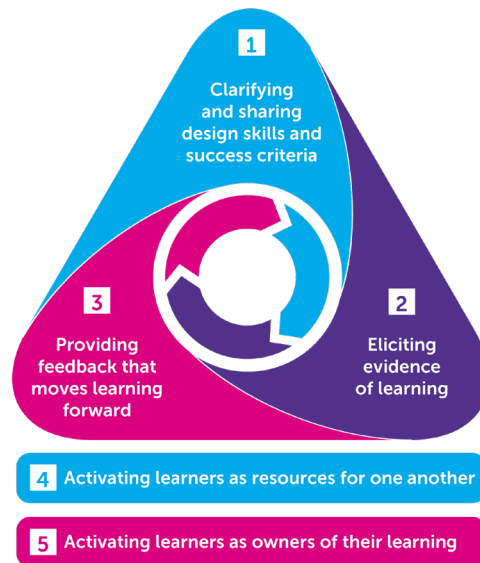 1
Clarifying
and sharing
design skills and
success criteria
2
Eliciting
evidence
of learning
3
Providing
feedback that
moves learning
forward
4 Activating learners as resources for one another
5 Activating learners as owners of their learning